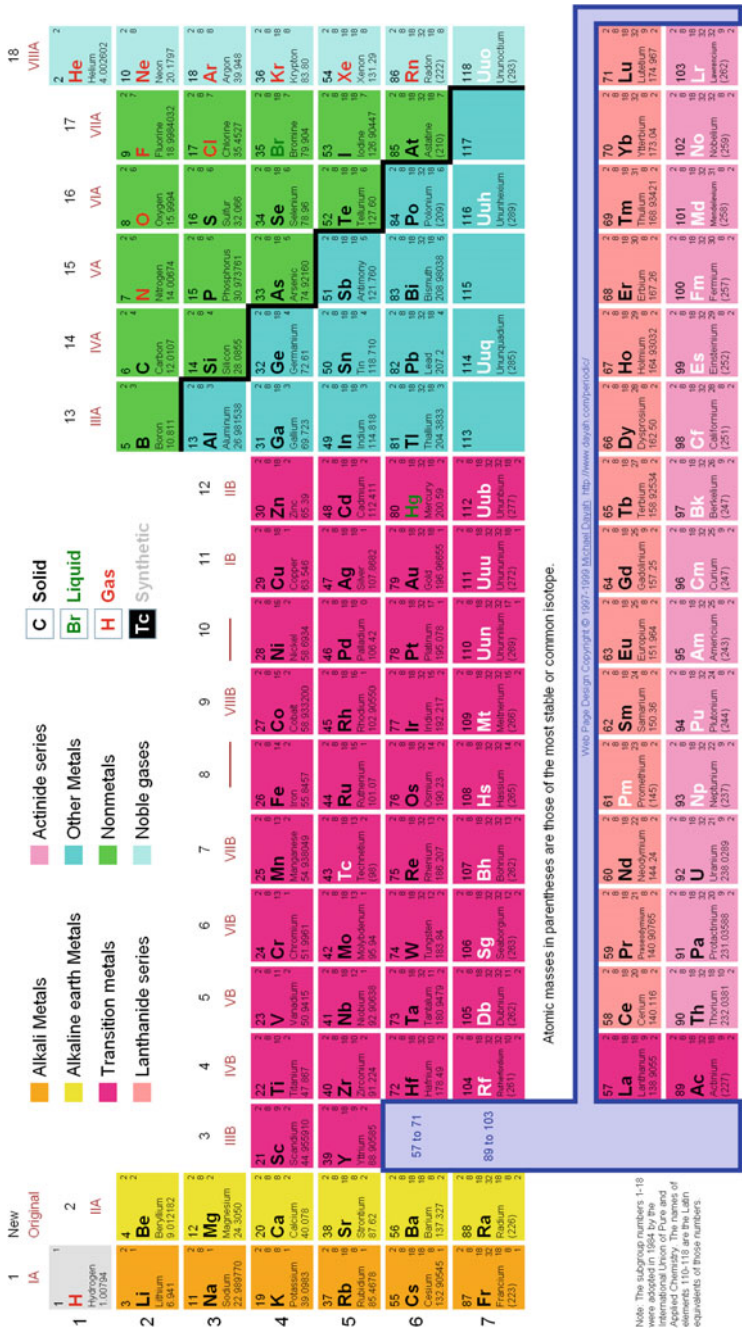 New
Original
1 2 3 4 5 6 7 8 9 10 11 12 13 14 15 16 17 18
IA IIA IIIB IVB VB VIB VIIB VIIIB IB IIB IIIA IVA VA VIA VIIA VIIIA
Alkali Metals
Alkaline earth Metals
Transition metals
Lanthanide series
Actinide series
Other Metals
Nonmetals
Noble gases
C Solid
Br Liquid
H Gas
Tc Synthetic
1
1 2
H He
Hydrogen Helium
1.00794 4.002602
2
3 4 5 6 7 8 9 10
Li Be B C N O F Ne
Lithium Beryllium Boron Carbon Nitrogen Oxygen Fluorine Neon
6.941 9.012182 10.811 12.0107 14.00674 15.9994 18.9984032 20.1797
3
11 12 13 14 15 16 17 18
Na Mg Al Si P S Cl Ar
Sodium Magnesium Aluminum Silicon Phosphorus Sulfur Chlorine Argon
22.989770 24.3050 26.981538 28.0855 30.973761 32.066 35.4527 39.948
4
19 20 21 22 23 24 25 26 27 28 29 30 31 32 33 34 35 36
K Ca Sc Ti V Cr Mn Fe Co Ni Cu Zn Ga Ge As Se Br Kr
Potassium Calcium Scandium Titanium Vanadium Chromium Manganese Iron Cobalt Nickel Copper Zinc Gallium Germanium Arsenic Selenium Bromine Krypton
39.0983 40.078 44.955910 47.867 50.9415 51.9961 54.938049 55.8457 58.933200 58.6934 63.546 65.39 69.723 72.61 74.92160 78.96 79.904 83.80
5
37 38 39 40 41 42 43 44 45 46 47 48 49 50 51 52 53 54
Rb Sr Y Zr Nb Mo Tc Ru Rh Pd Ag Cd In Sn Sb Te I Xe
Rubidium Strontium Yttrium Zirconium Niobium Molybdenum Technetium Ruthenium Rhodium Palladium Silver Cadmium Indium Tin Antimony Tellurium Iodine Xenon
85.4678 87.62 88.90585 91.224 92.90638 95.94 (98) 101.07 102.90550 106.42 107.8682 112.411 114.818 118.710 121.760 127.60 126.90447 131.29
6
55 56 57 to 71 72 73 74 75 76 77 78 79 80 81 82 83 84 85 86
Cs Ba Hf Ta W Re Os Ir Pt Au Hg Tl Pb Bi Po At Rn
Cesium Barium Hafnium Tantalum Tungsten Rhenium Osmium Iridium Platinum Gold Mercury Thallium Lead Bismuth Polonium Astatine Radon
132.90545 137.327 178.49 180.9479 183.84 186.207 190.23 192.217 195.078 196.96655 200.59 204.3833 207.2 208.98038 (209) (210) (222)
7
87 88 89 to 103 104 105 106 107 108 109 110 111 112 113 114 115 116 117 118
Fr Ra Rf Db Sg Bh Hs Mt Uun Uuu Uub Uuq Uuh Uuo
Francium Radium Rutherfordium Dubnium Seaborgium Bohrium Hassium Meitnerium Ununnilium Unununium Ununbium Ununquadium Ununhexium Ununoctium
(223) (226) (261) (262) (263) (262) (265) (266) (269) (272) (277) (285) (289) (293)
Atomic masses in parentheses are those of the most stable or common isotope.
Web Page Design Copyright © 1997-1999 Michael Dayah. http://www.dayah.com/periodic/
Note: The subgroup numbers 1-18
were adopted in 1984 by the
International Union of Pure and
Applied Chemistry. The names of
elements 110-118 are the Latin
equivalents of those numbers.
57 58 59 60 61 62 63 64 65 66 67 68 69 70 71
La Ce Pr Nd Pm Sm Eu Gd Tb Dy Ho Er Tm Yb Lu
Lanthanum Cerium Praseodymium Neodymium Promethium Samarium Europium Gadolinium Terbium Dysprosium Holmium Erbium Thulium Ytterbium Lutetium
138.9055 140.116 140.90765 144.24 (145) 150.36 151.964 157.25 158.92534 162.50 164.93032 167.26 168.93421 173.04 174.967
89 90 91 92 93 94 95 96 97 98 99 100 101 102 103
Ac Th Pa U Np Pu Am Cm Bk Cf Es Fm Md No Lr
Actinium Thorium Protactinium Uranium Neptunium Plutonium Americium Curium Berkelium Californium Einsteinium Fermium Mendelevium Nobelium Lawrencium
(227) 232.0381 231.03588 238.0289 (237) (244) (243) (247) (247) (251) (252) (257) (258) (259) (262)